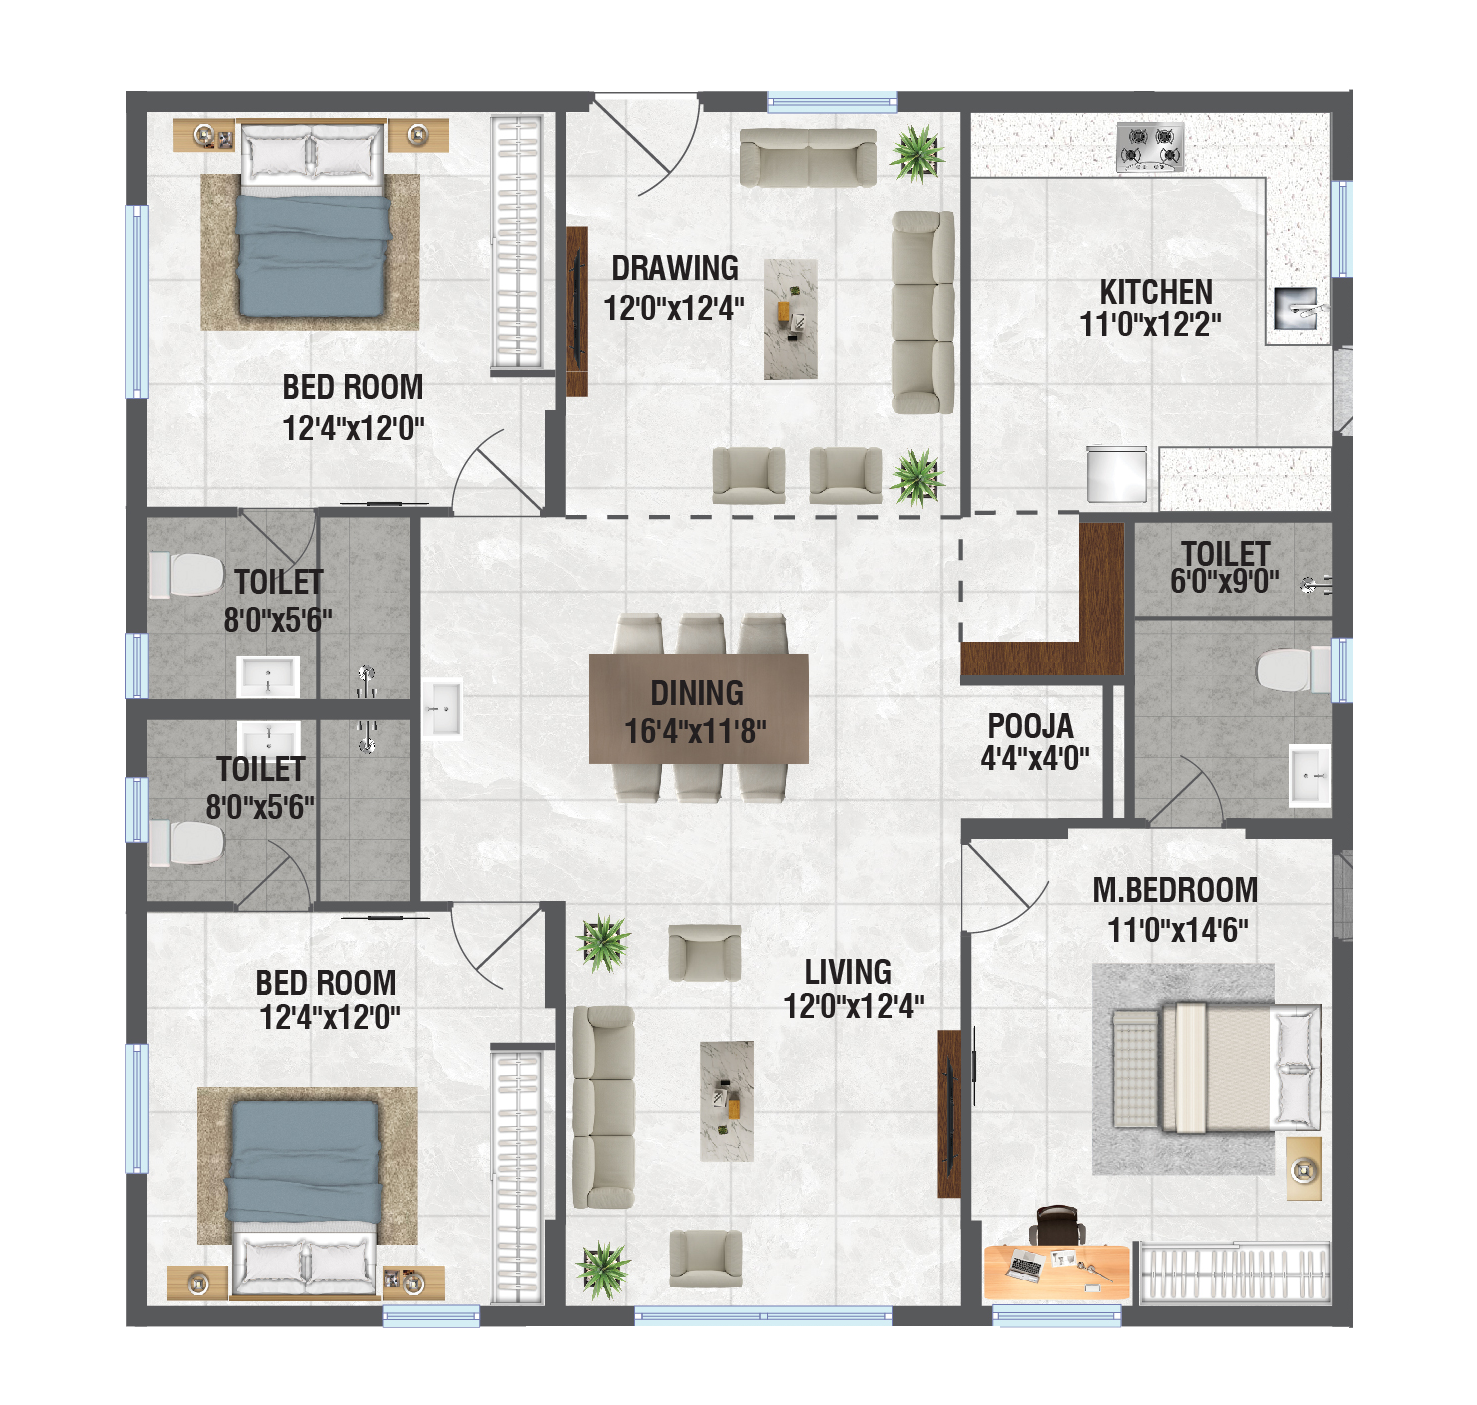 DRAWING
12'0"x12'4"
KITCHEN
11'0"x12'2"
BED ROOM
12'4"x12'0"
TOILET
8'0"x5'6"
TOILET
6'0"x9'0"
DINING
16'4"x11'8"
POOJA
4'4"x4'0"
TOILET
8'0"x5'6"
M.BEDROOM
11'0"x14'6"
BED ROOM
12'4"x12'0"
LIVING
12'0"x12'4"